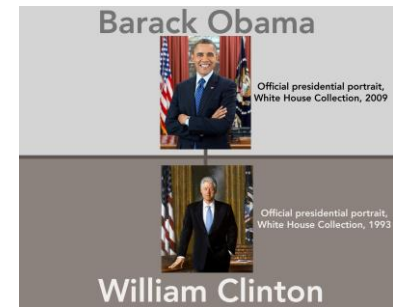 Barack Obama
Official presidential portrait,
White House Collection, 2009
Official presidential portrait,
White House Collection, 1993
William Clinton